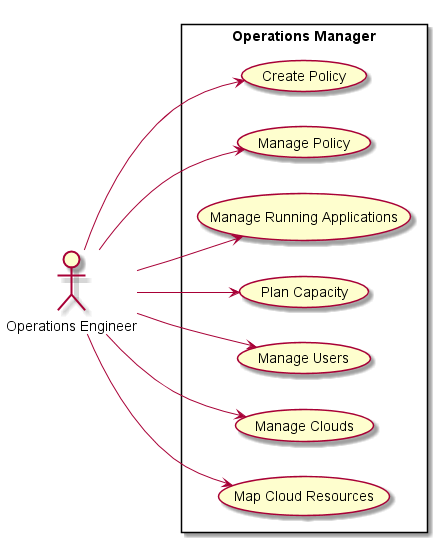 Operations Manager
Create Policy
Manage Policy
Manage Running Applications
Plan Capacity
Operations Engineer
Manage Users
Manage Clouds
Map Cloud Resources